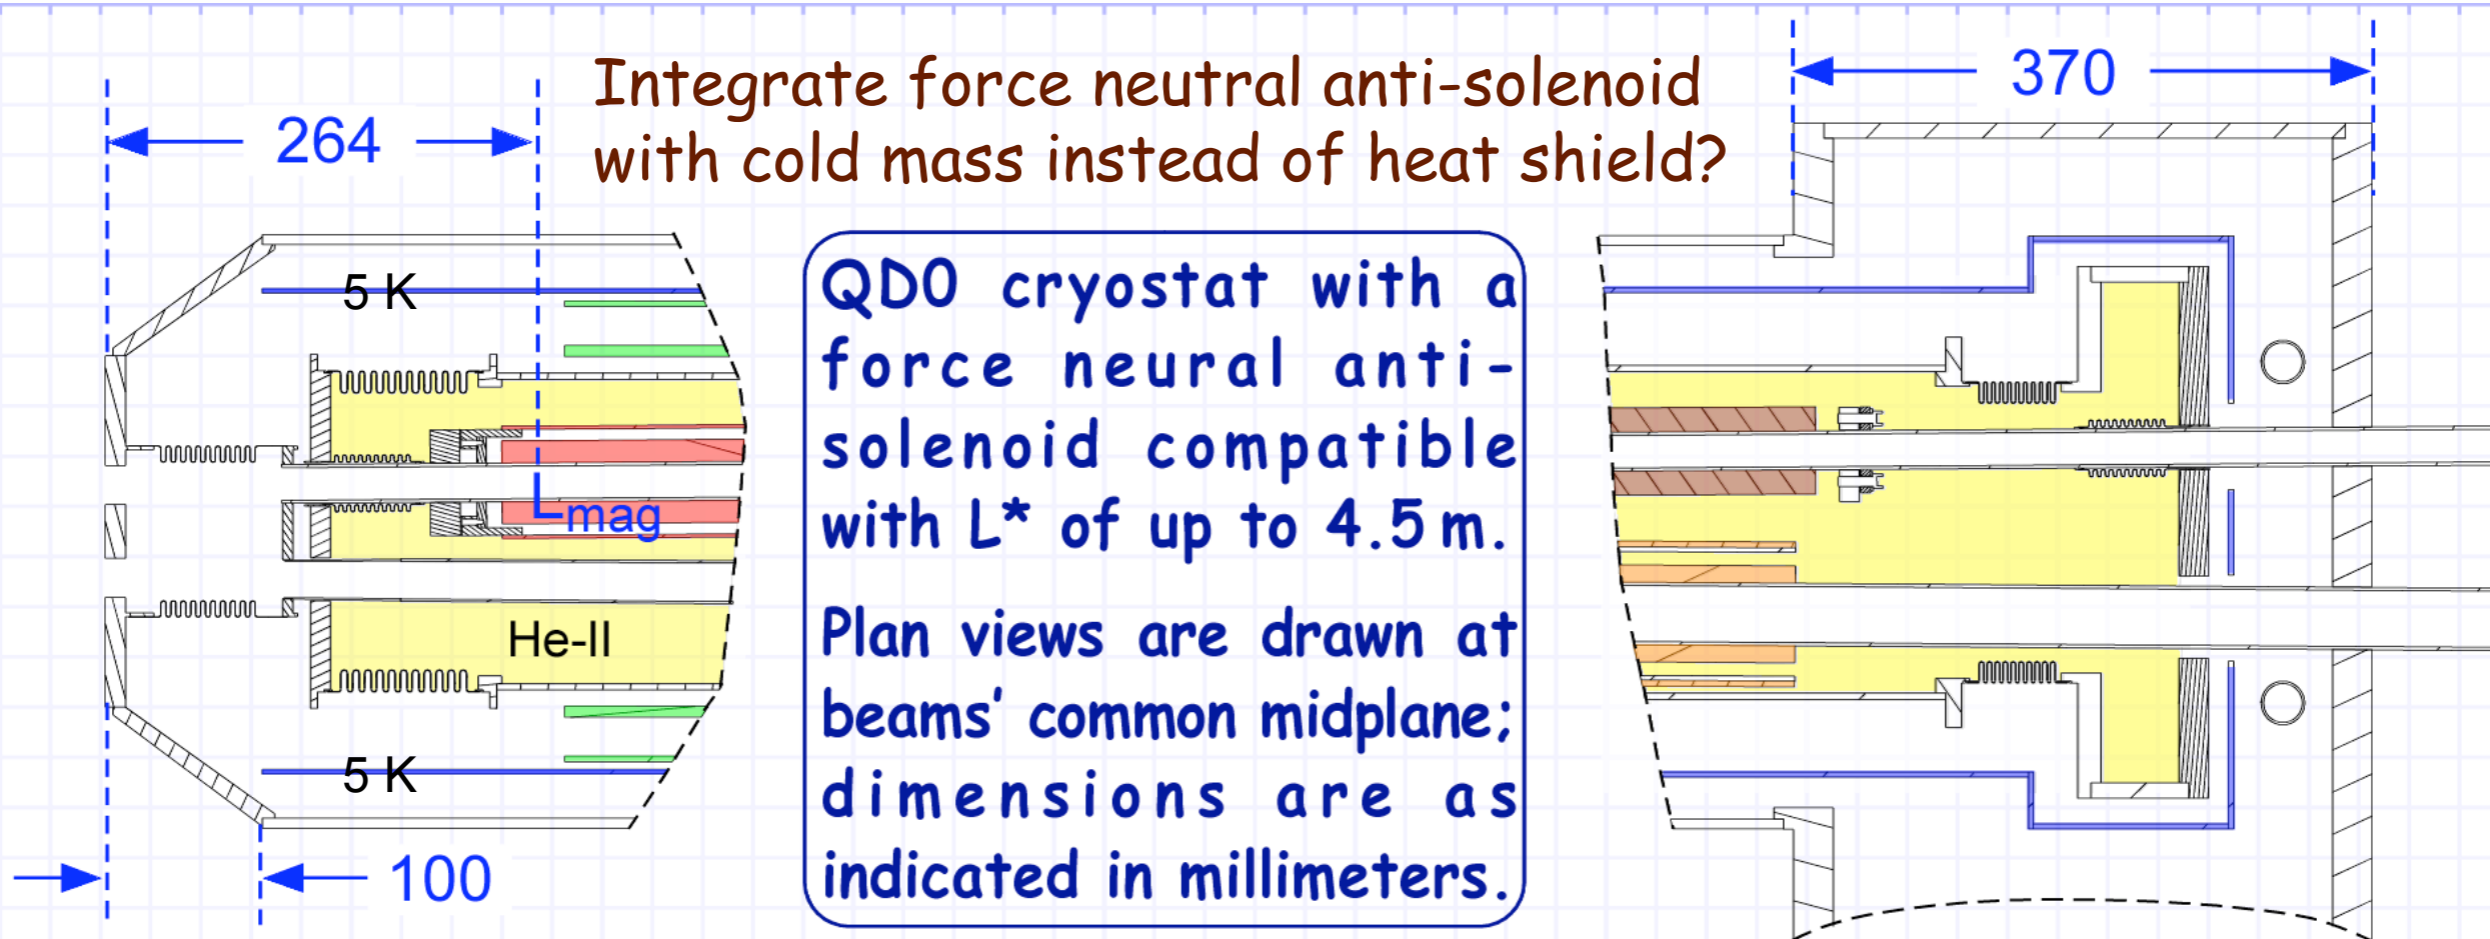 Integrate force neutral anti-solenoid
with cold mass instead of heat shield?
264
370
5 K
QD0 cryostat with a
force neural anti-
solenoid compatible
with L* of up to 4.5 m.
Lmag
Plan views are drawn at
beams' common midplane;
dimensions are as
indicated in millimeters.
He-II
5 K
100